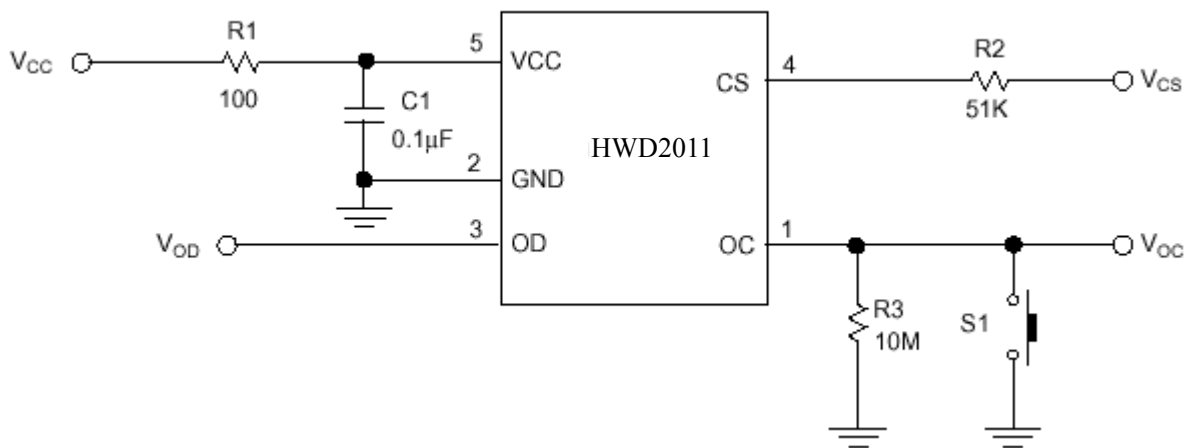 R1
VCC
100
5
VCC
C1
0.1μF
2
GND
VOD
3
OD
HWD2011
CS
4
R2
51K
VCS
OC
1
VOC
R3
10M
S1